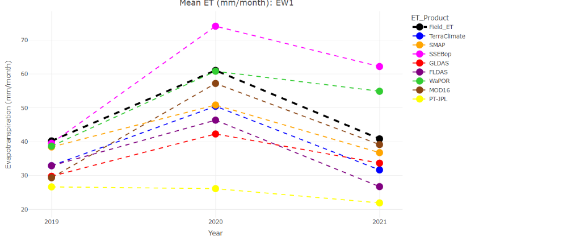 Mean ET (mm/month): EW1
ET_Product
Field_ET
TerraClimate
SMAP
SSEBop
GLDAS
FLDAS
WaPOR
MOD16
PT-JPL
Evapotranspiration (mm/month)
70
60
50
40
30
20
2019
2020
2021
Year